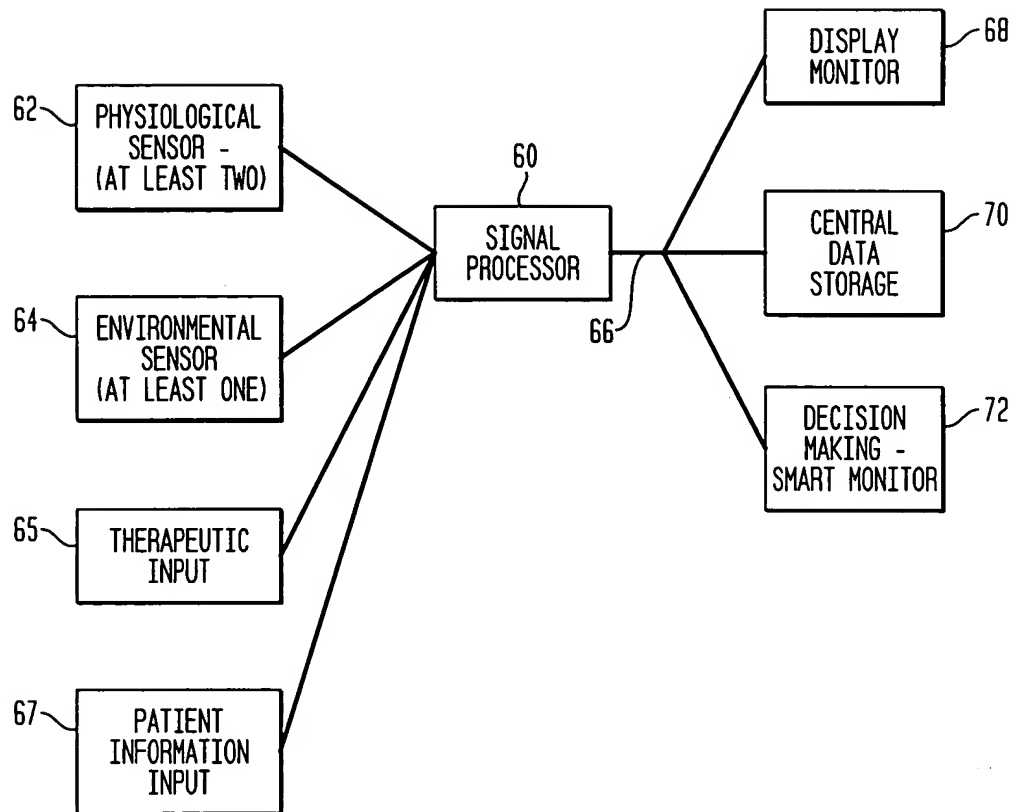 62
PHYSIOLOGICAL
SENSOR -
(AT LEAST TWO)
64
ENVIRONMENTAL
SENSOR
(AT LEAST ONE)
65
THERAPEUTIC
INPUT
67
PATIENT
INFORMATION
INPUT
60
SIGNAL
PROCESSOR
66
DISPLAY
MONITOR
68
CENTRAL
DATA
STORAGE
70
DECISION
MAKING -
SMART MONITOR
72